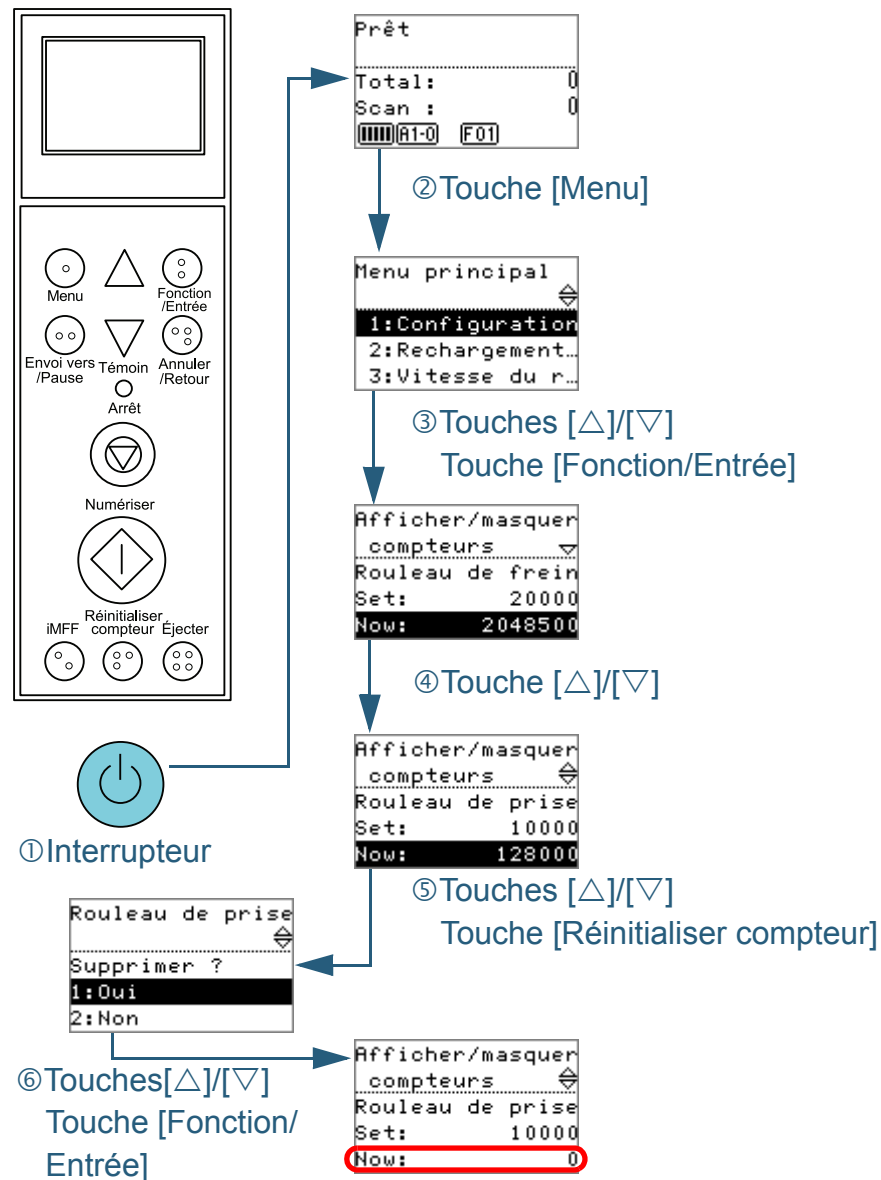 Prêt
Total: 0
Scan : 0
A1-0 F01
②Touche [Menu]
Menu principal
1:Configuration
2:Rechargement…
3:Vitesse du r…
③Touches [△]/[▽]
Touche [Fonction/Entrée]
Afficher/masquer
compteurs
Rouleau de frein
Set: 20000
Now: 2048500
④Touche [△]/[▽]
Afficher/masquer
compteurs
Rouleau de prise
Set: 10000
Now: 128000
⑤Touches [△]/[▽]
Touche [Réinitialiser compteur]
Menu
Fonction
/Entrée
Envoi vers
/Pause
Témoin
Annuler
/Retour
Arrêt
Numériser
iMFF
Réinitialiser
compteur
Éjecter
①Interrupteur
Rouleau de prise
Supprimer ?
1:Oui
2:Non
⑥Touches[△]/[▽]
Touche [Fonction/
Entrée]
Afficher/masquer
compteurs
Rouleau de prise
Set: 10000
Now: 0